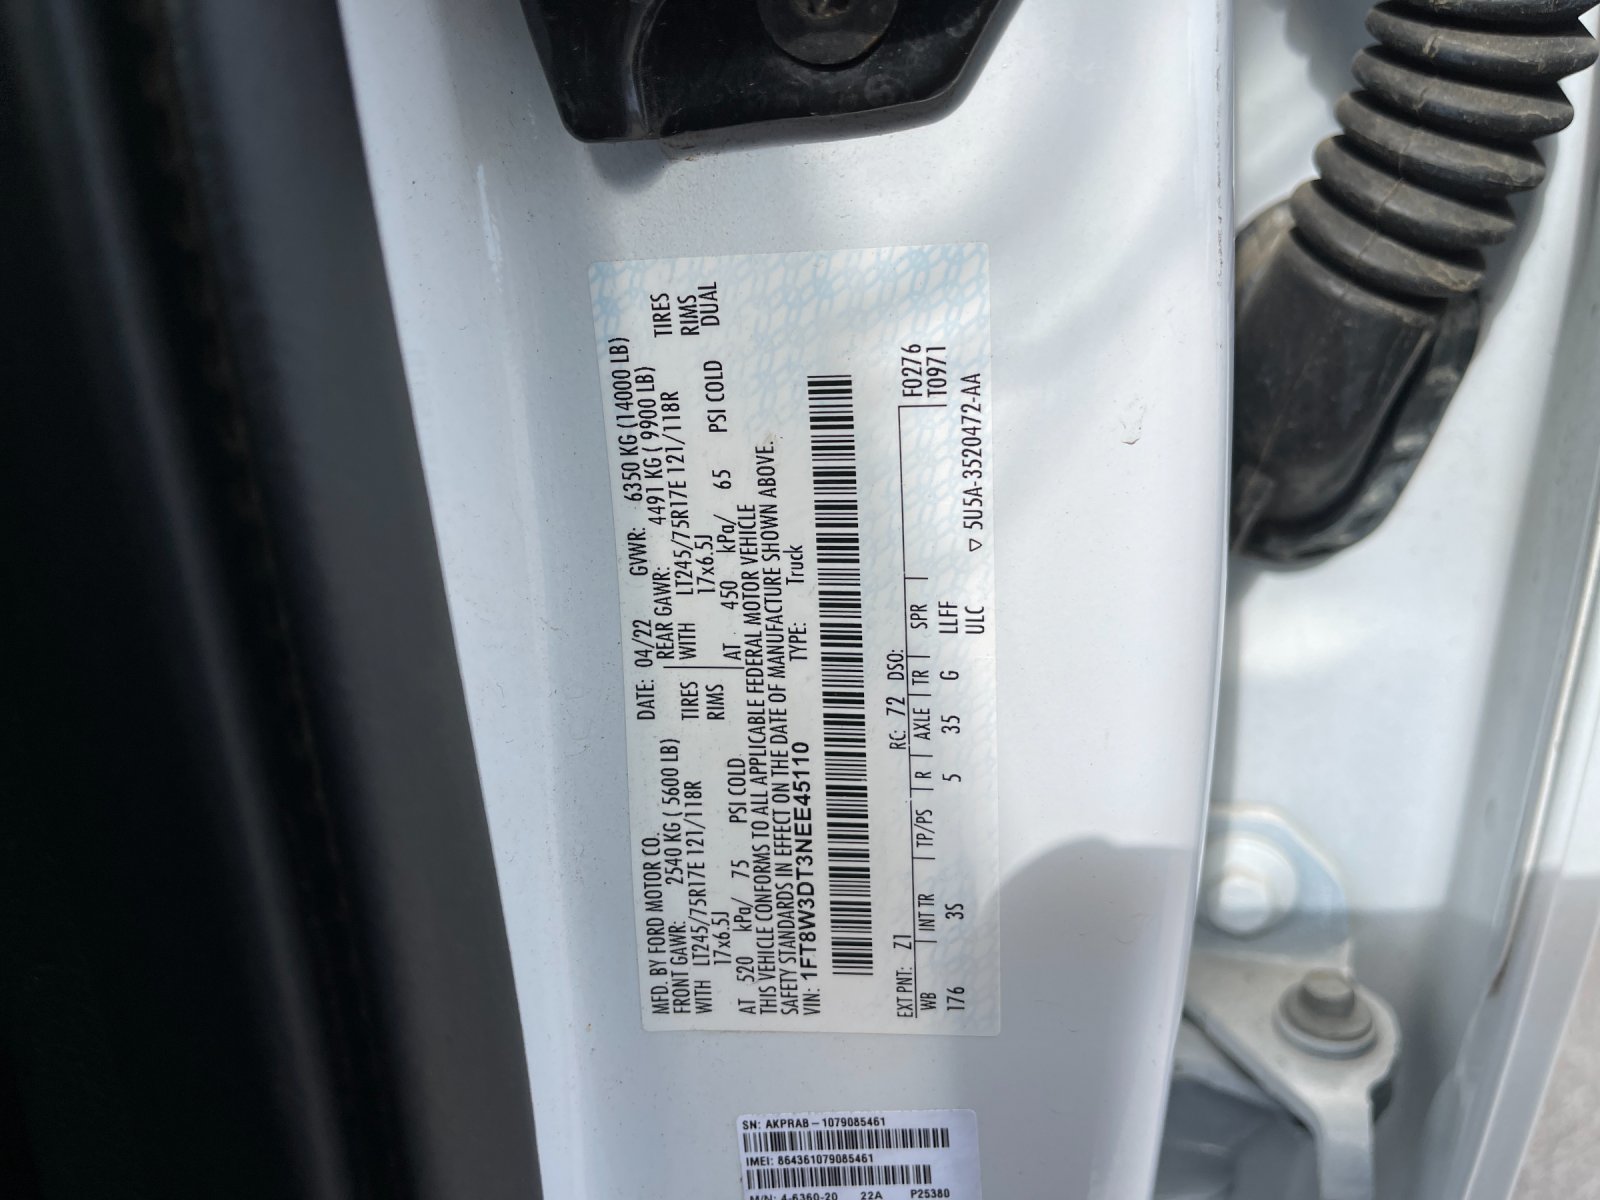 MFD. BY FORD MOTOR CO. DATE: 04/22 GVWR: 6350 KG (14000 LB)
FRONT GAWR: 2540 KG ( 5600 LB) REAR GAWR: 4491 KG ( 9900 LB)
WITH LT245/75R17E 121/118R TIRES WITH LT245/75R17E 121/118R TIRES
17x6.5J RIMS 17x6.5J RIMS
AT 520 kPa/ 75 PSI COLD AT 450 kPa/ 65 PSI COLD DUAL
THIS VEHICLE CONFORMS TO ALL APPLICABLE FEDERAL MOTOR VEHICLE
SAFETY STANDARDS IN EFFECT ON THE DATE OF MANUFACTURE SHOWN ABOVE.
VIN: 1FT8W3DT3NEE45110 TYPE: Truck
EXT PNT: Z1 RC: 72 DSO: F0276
WB INT TR TP/PS R AXLE TR SPR T0971
176 3S 5 35 G LLFF
ULC ▽ 5U5A-3520472-AA
SN: AKPRAB-1079085461
IMEI: 864361079085461
M/N: 4-6360-20 22A P25380